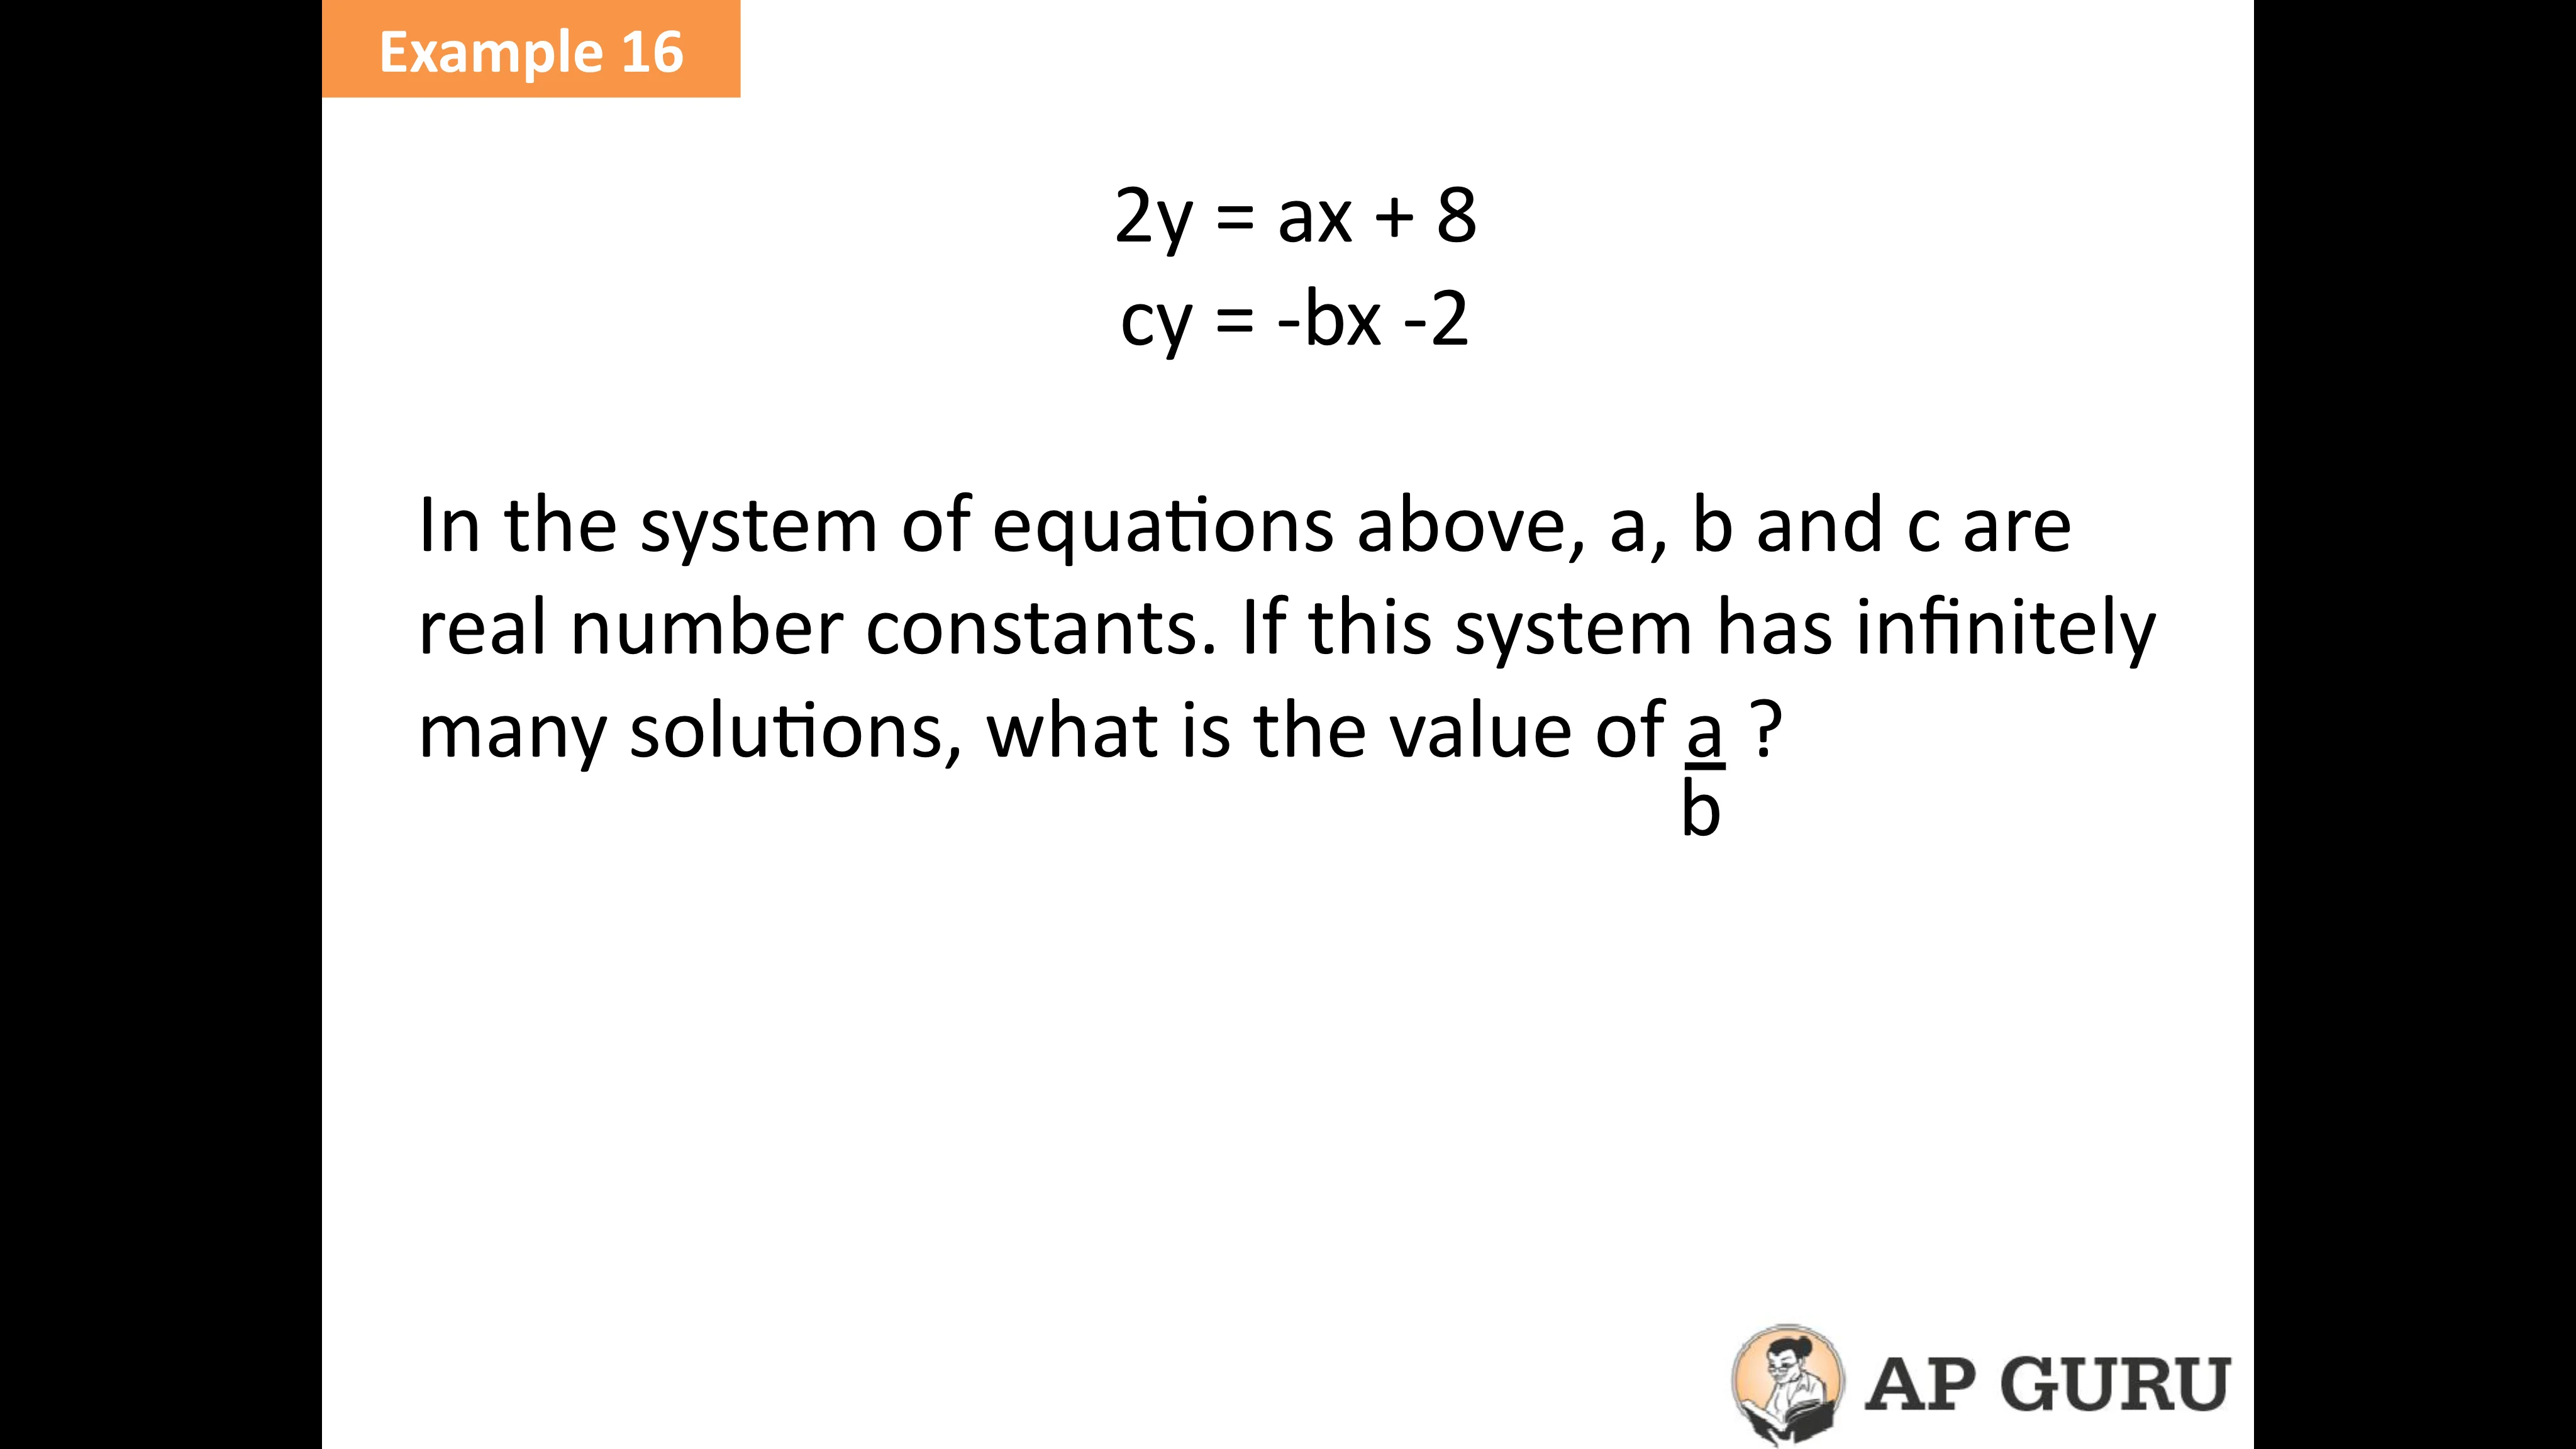 Example 16
2y = ax + 8
cy = -bx -2
In the system of equations above, a, b and c are
real number constants. If this system has infinitely
many solutions, what is the value of a ?
b
AP GURU